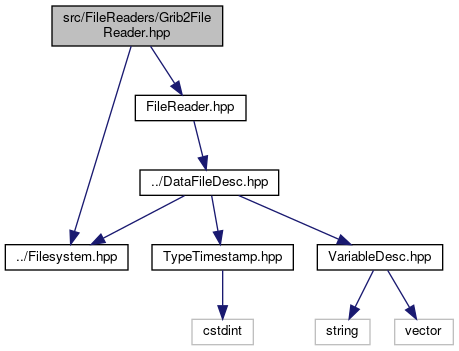 src/FileReaders/Grib2File
Reader.hpp
FileReader.hpp
../DataFileDesc.hpp
../Filesystem.hpp
TypeTimestamp.hpp
VariableDesc.hpp
cstdint
string
vector